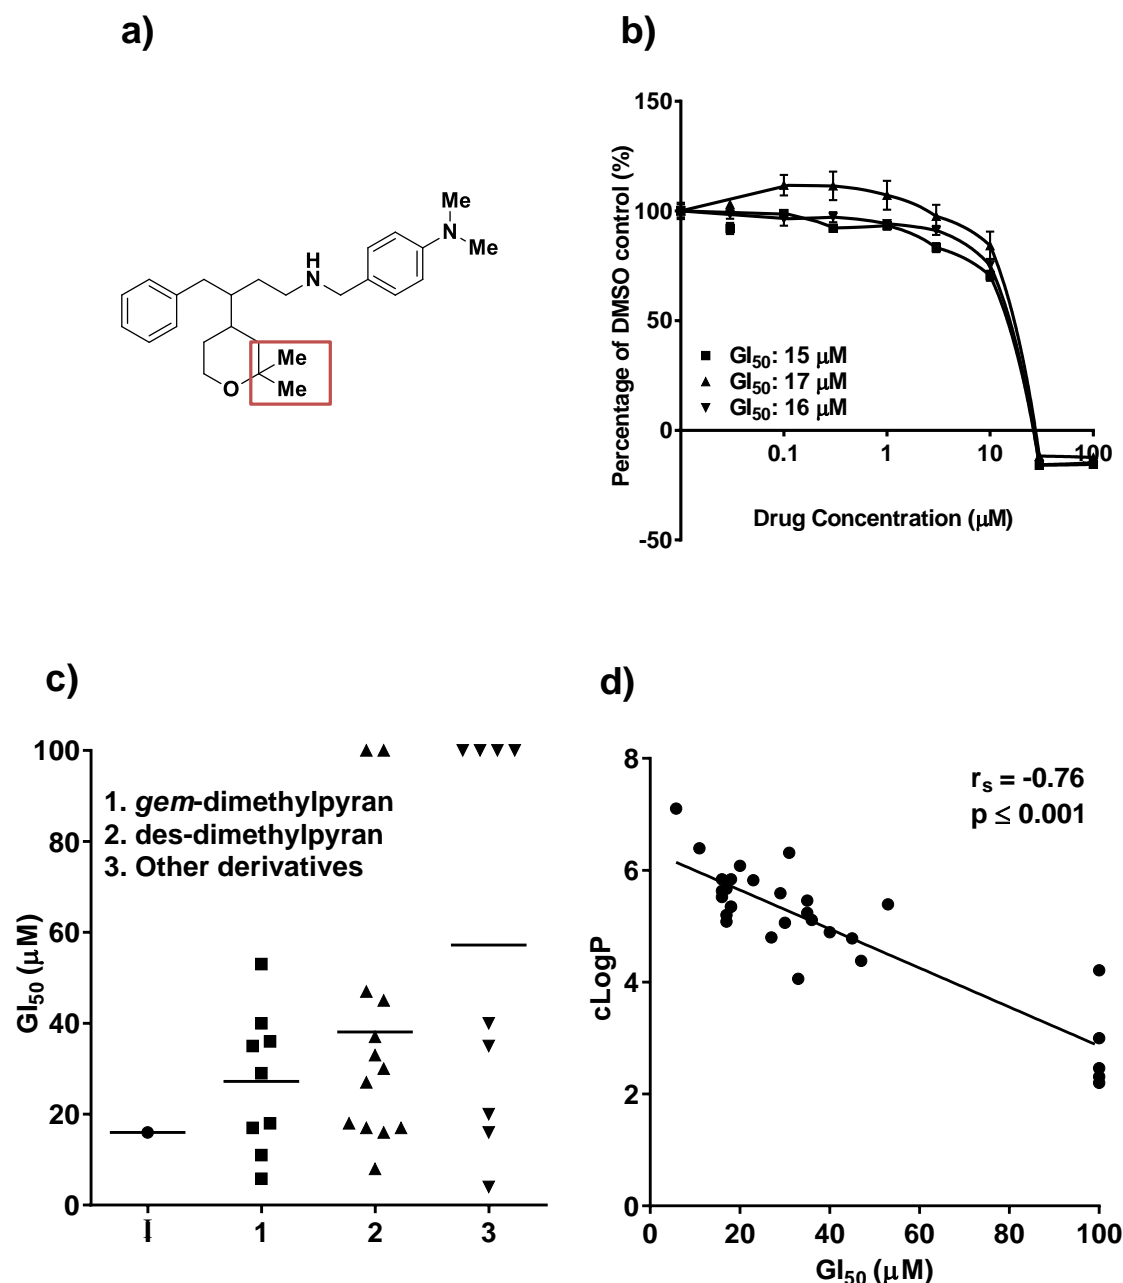 a)
Me
N
Me
H
N
Me
Me
O
b)
150
100
50
0
-50
0.1
1
10
100
Percentage of DMSO control (%)
GI₅₀: 15 μM
GI₅₀: 17 μM
GI₅₀: 16 μM
Drug Concentration (μM)
c)
100
80
60
40
20
0
GI₅₀ (μM)
1. gem-dimethylpyran
2. des-dimethylpyran
3. Other derivatives
I
1
2
3
d)
8
6
4
2
0
cLogP
rₛ = -0.76
p ≤ 0.001
0
20
40
60
80
100
GI₅₀ (μM)